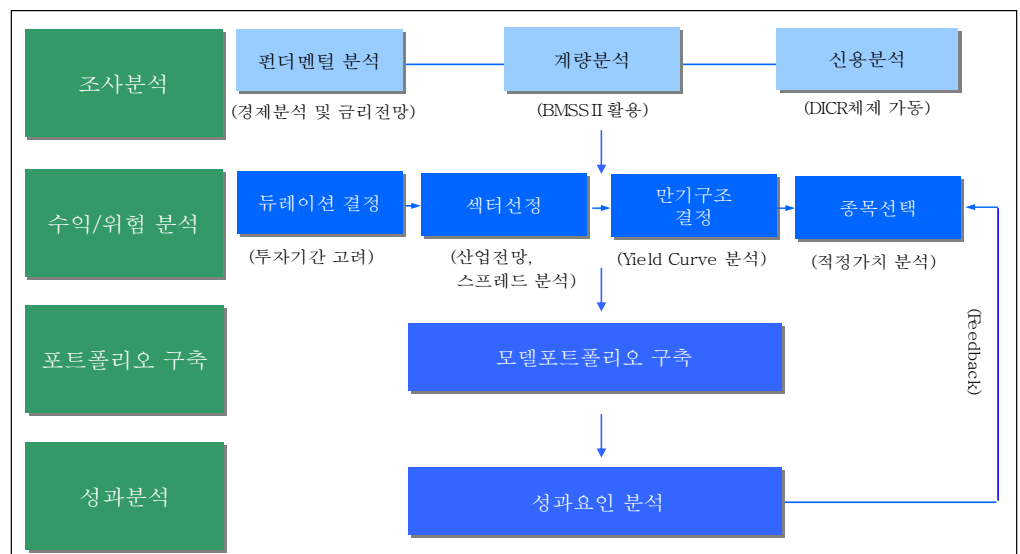 조사분석
펀더멘털 분석
계량분석
신용분석
(경제분석 및 금리전망)
(BMSSⅡ 활용)
(DICR체제 가동)
수익/위험 분석
듀레이션 결정
섹터선정
만기구조
결정
종목선택
(투자기간 고려)
(산업전망,
스프레드 분석)
(Yield Curve 분석)
(적정가치 분석)
(Feedback)
포트폴리오 구축
모델포트폴리오 구축
성과분석
성과요인 분석